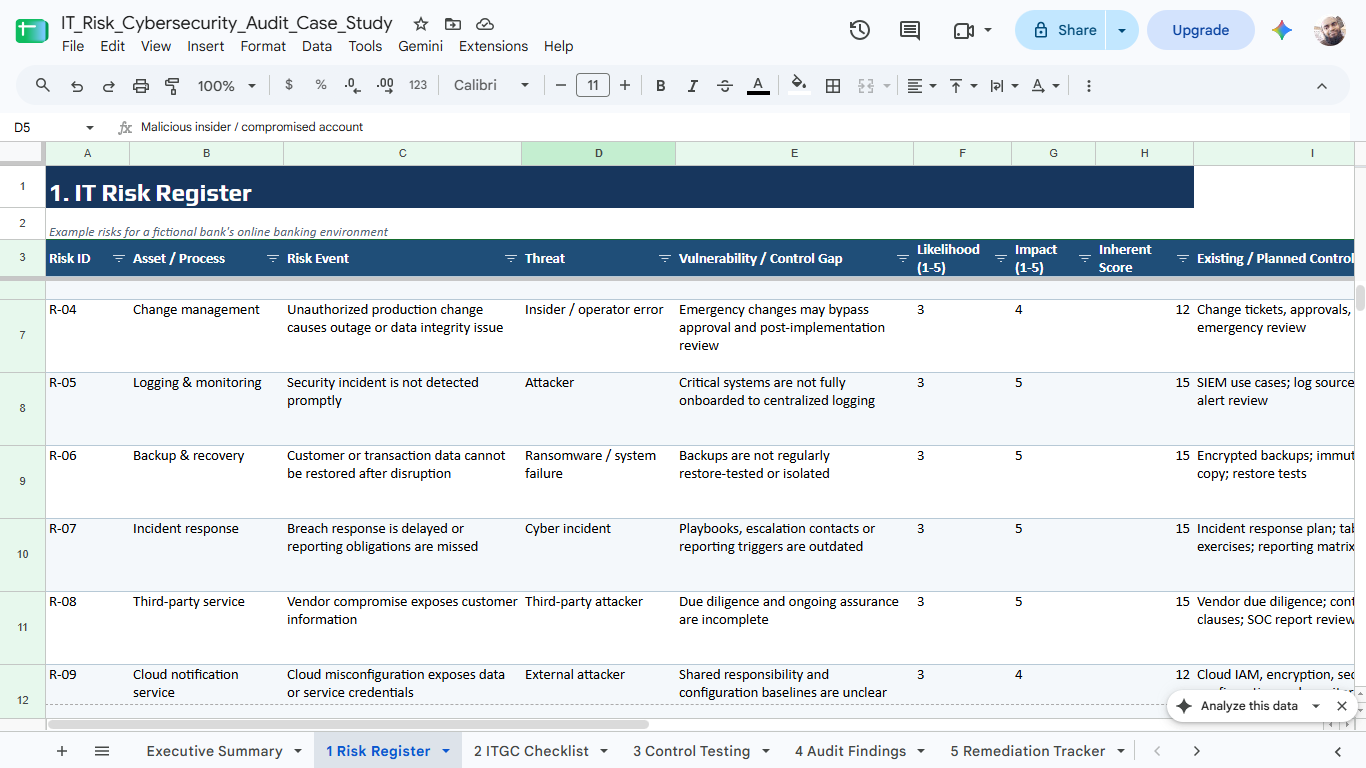 IT_Risk_Cybersecurity_Audit_Case_Study
File Edit View Insert Format Data Tools Gemini Extensions Help
Share
Upgrade
100% $ % .0 .00 123 Calibri 11 B I S A A
D5 fx Malicious insider / compromised account
A B C D E F G H I
1 1. IT Risk Register
2 Example risks for a fictional bank's online banking environment
3 Risk ID Asset / Process Risk Event Threat Vulnerability / Control Gap Likelihood (1-5) Impact (1-5) Inherent Score Existing / Planned Control
7 R-04 Change management Unauthorized production change causes outage or data integrity issue Insider / operator error Emergency changes may bypass approval and post-implementation review 3 4 12 Change tickets, approvals, emergency review
8 R-05 Logging & monitoring Security incident is not detected promptly Attacker Critical systems are not fully onboarded to centralized logging 3 5 15 SIEM use cases; log source alert review
9 R-06 Backup & recovery Customer or transaction data cannot be restored after disruption Ransomware / system failure Backups are not regularly restore-tested or isolated 3 5 15 Encrypted backups; immut copy; restore tests
10 R-07 Incident response Breach response is delayed or reporting obligations are missed Cyber incident Playbooks, escalation contacts or reporting triggers are outdated 3 5 15 Incident response plan; tab exercises; reporting matrix
11 R-08 Third-party service Vendor compromise exposes customer information Third-party attacker Due diligence and ongoing assurance are incomplete 3 5 15 Vendor due diligence; cont clauses; SOC report review
12 R-09 Cloud notification service Cloud misconfiguration exposes data or service credentials External attacker Shared responsibility and configuration baselines are unclear 3 4 12 Cloud IAM, encryption, sec
Analyze this data
Executive Summary 1 Risk Register 2 ITGC Checklist 3 Control Testing 4 Audit Findings 5 Remediation Tracker